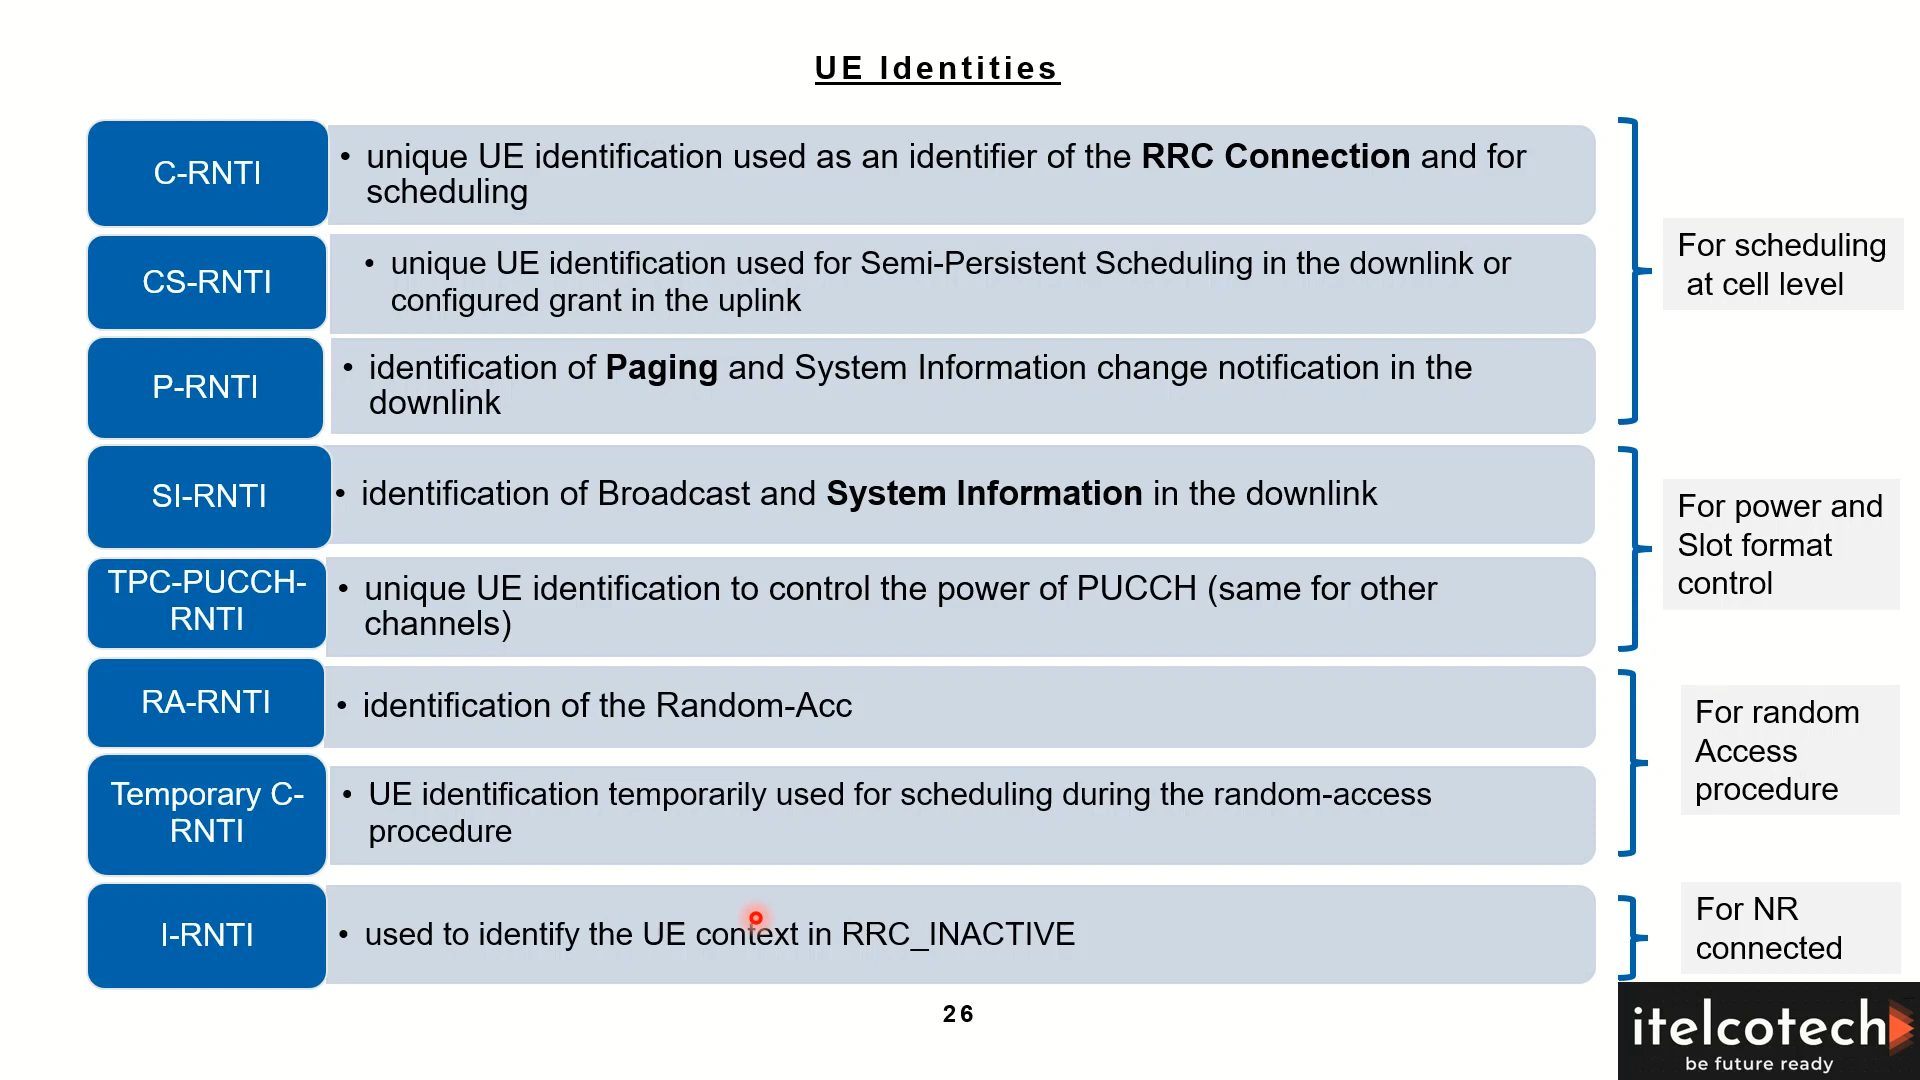 UE Identities
C-RNTI
• unique UE identification used as an identifier of the RRC Connection and for
scheduling
CS-RNTI
• unique UE identification used for Semi-Persistent Scheduling in the downlink or
configured grant in the uplink
P-RNTI
• identification of Paging and System Information change notification in the
downlink
For scheduling
at cell level
SI-RNTI
• identification of Broadcast and System Information in the downlink
TPC-PUCCH-
RNTI
• unique UE identification to control the power of PUCCH (same for other
channels)
For power and
Slot format
control
RA-RNTI
• identification of the Random-Acc
Temporary C-
RNTI
• UE identification temporarily used for scheduling during the random-access
procedure
For random
Access
procedure
I-RNTI
• used to identify the UE context in RRC_INACTIVE
For NR
connected
26
itelcotech
be future ready